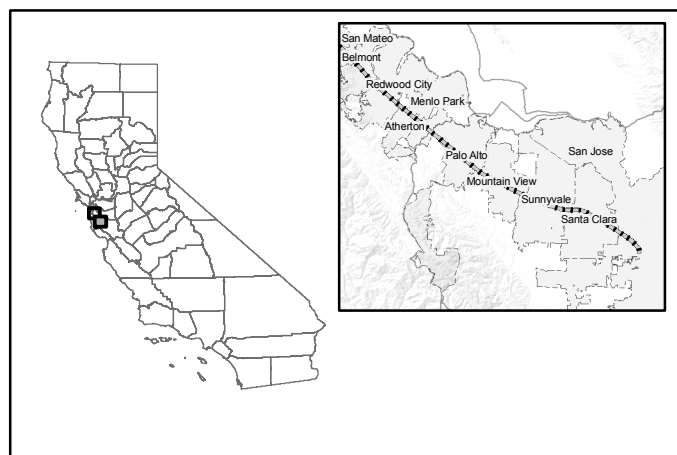 San Mateo
Belmont
Redwood City
Menlo Park
Atherton
Palo Alto
San Jose
Mountain View
Sunnyvale
Santa Clara